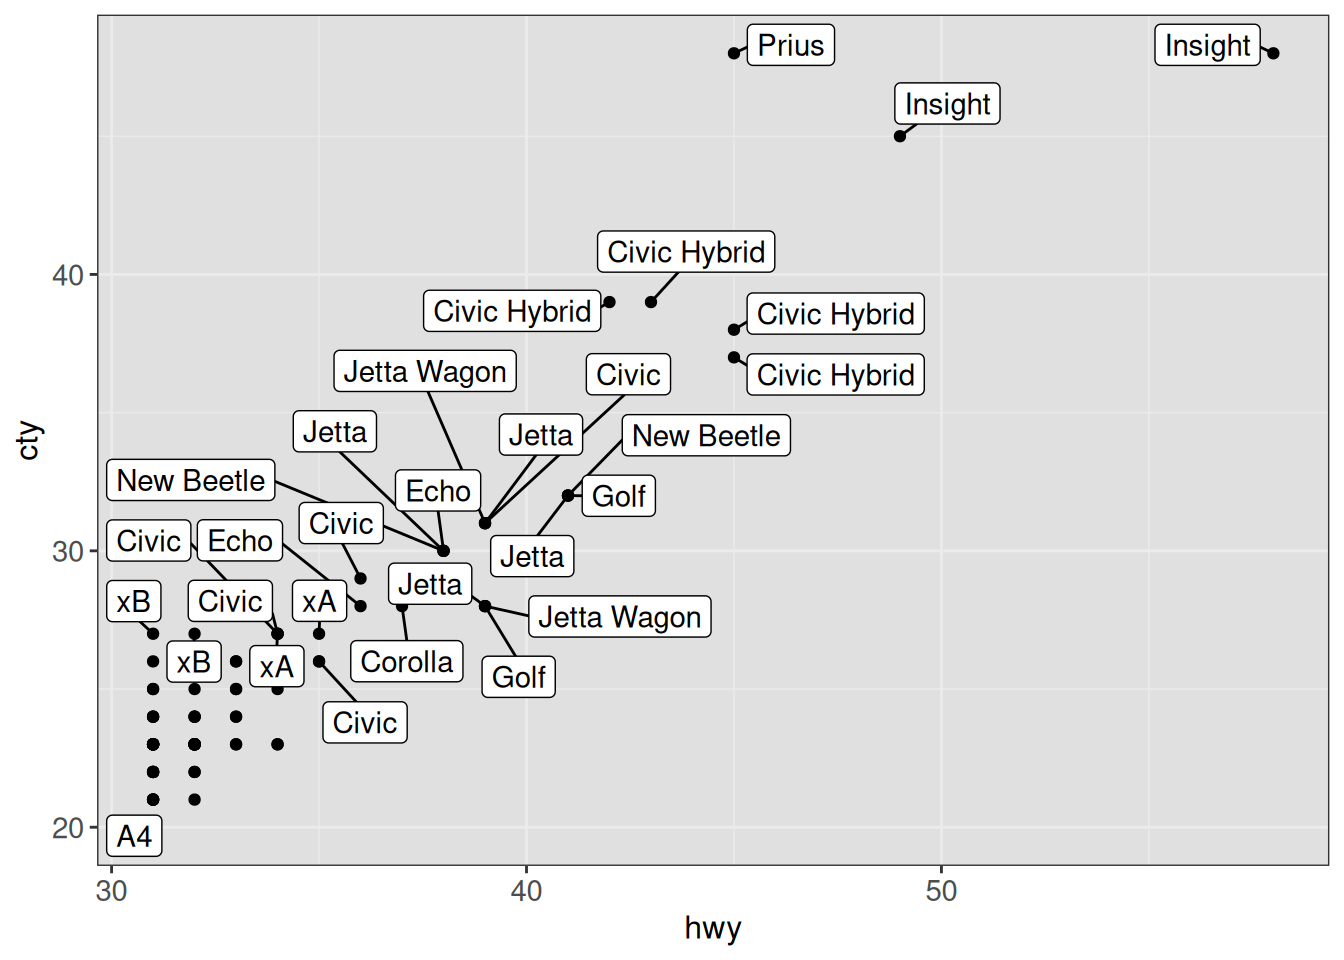 Prius
Insight
Insight
Civic Hybrid
40
Civic Hybrid
Civic Hybrid
Jetta Wagon
Civic
Civic Hybrid
Jetta
Jetta
New Beetle
cty
New Beetle
Echo
Golf
Civic
Civic
Echo
30
Jetta
Jetta
xB
Civic
xA
Jetta Wagon
xB
xA
Corolla
Golf
Civic
20
A4
30
40
50
hwy